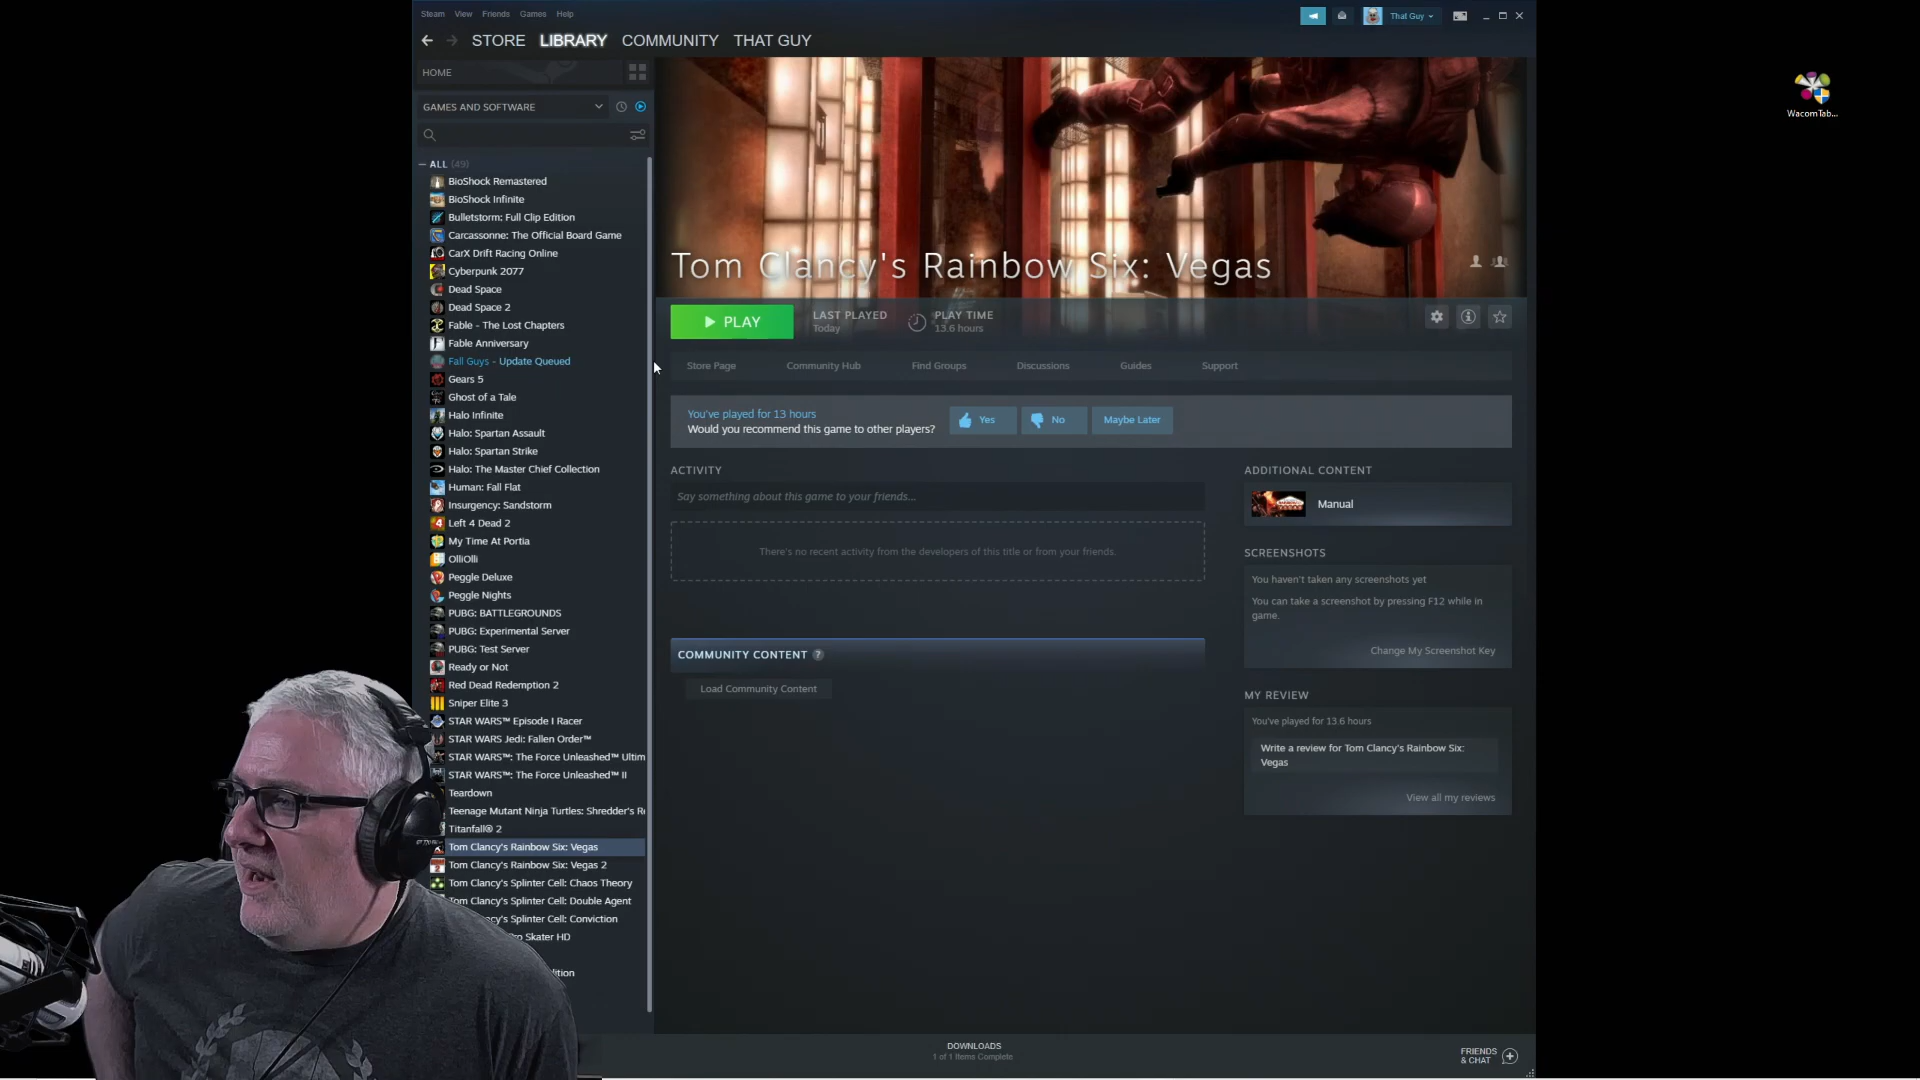 Steam View Friends Games Help
That Guy
STORE LIBRARY COMMUNITY THAT GUY
HOME
GAMES AND SOFTWARE
ALL (49)
BioShock Remastered
BioShock Infinite
Bulletstorm: Full Clip Edition
Carcassonne: The Official Board Game
CarX Drift Racing Online
Cyberpunk 2077
Dead Space
Dead Space 2
Fable - The Lost Chapters
Fable Anniversary
Fall Guys - Update Queued
Gears 5
Ghost of a Tale
Halo Infinite
Halo: Spartan Assault
Halo: Spartan Strike
Halo: The Master Chief Collection
Human: Fall Flat
Insurgency: Sandstorm
Left 4 Dead 2
My Time At Portia
OlliOlli
Peggle Deluxe
Peggle Nights
PUBG: BATTLEGROUNDS
PUBG: Experimental Server
PUBG: Test Server
Ready or Not
Red Dead Redemption 2
Sniper Elite 3
STAR WARS™ Episode I Racer
STAR WARS Jedi: Fallen Order™
STAR WARS™: The Force Unleashed™ Ultim
STAR WARS™: The Force Unleashed™ II
Teardown
Teenage Mutant Ninja Turtles: Shredder's Re
Titanfall® 2
Tom Clancy's Rainbow Six: Vegas
Tom Clancy's Rainbow Six: Vegas 2
Tom Clancy's Splinter Cell: Chaos Theory
Tom Clancy's Splinter Cell: Double Agent
ncy's Splinter Cell: Conviction
ro Skater HD
ition
Tom Clancy's Rainbow Six: Vegas
PLAY
LAST PLAYED
Today
PLAY TIME
13.6 hours
Store Page Community Hub Find Groups Discussions Guides Support
You've played for 13 hours
Would you recommend this game to other players?
Yes No Maybe Later
ACTIVITY
Say something about this game to your friends...
There's no recent activity from the developers of this title or from your friends.
COMMUNITY CONTENT ?
Load Community Content
ADDITIONAL CONTENT
Manual
SCREENSHOTS
You haven't taken any screenshots yet
You can take a screenshot by pressing F12 while in
game.
Change My Screenshot Key
MY REVIEW
You've played for 13.6 hours
Write a review for Tom Clancy's Rainbow Six:
Vegas
View all my reviews
DOWNLOADS
1 of 1 Items Complete
FRIENDS
& CHAT
WacomTab...